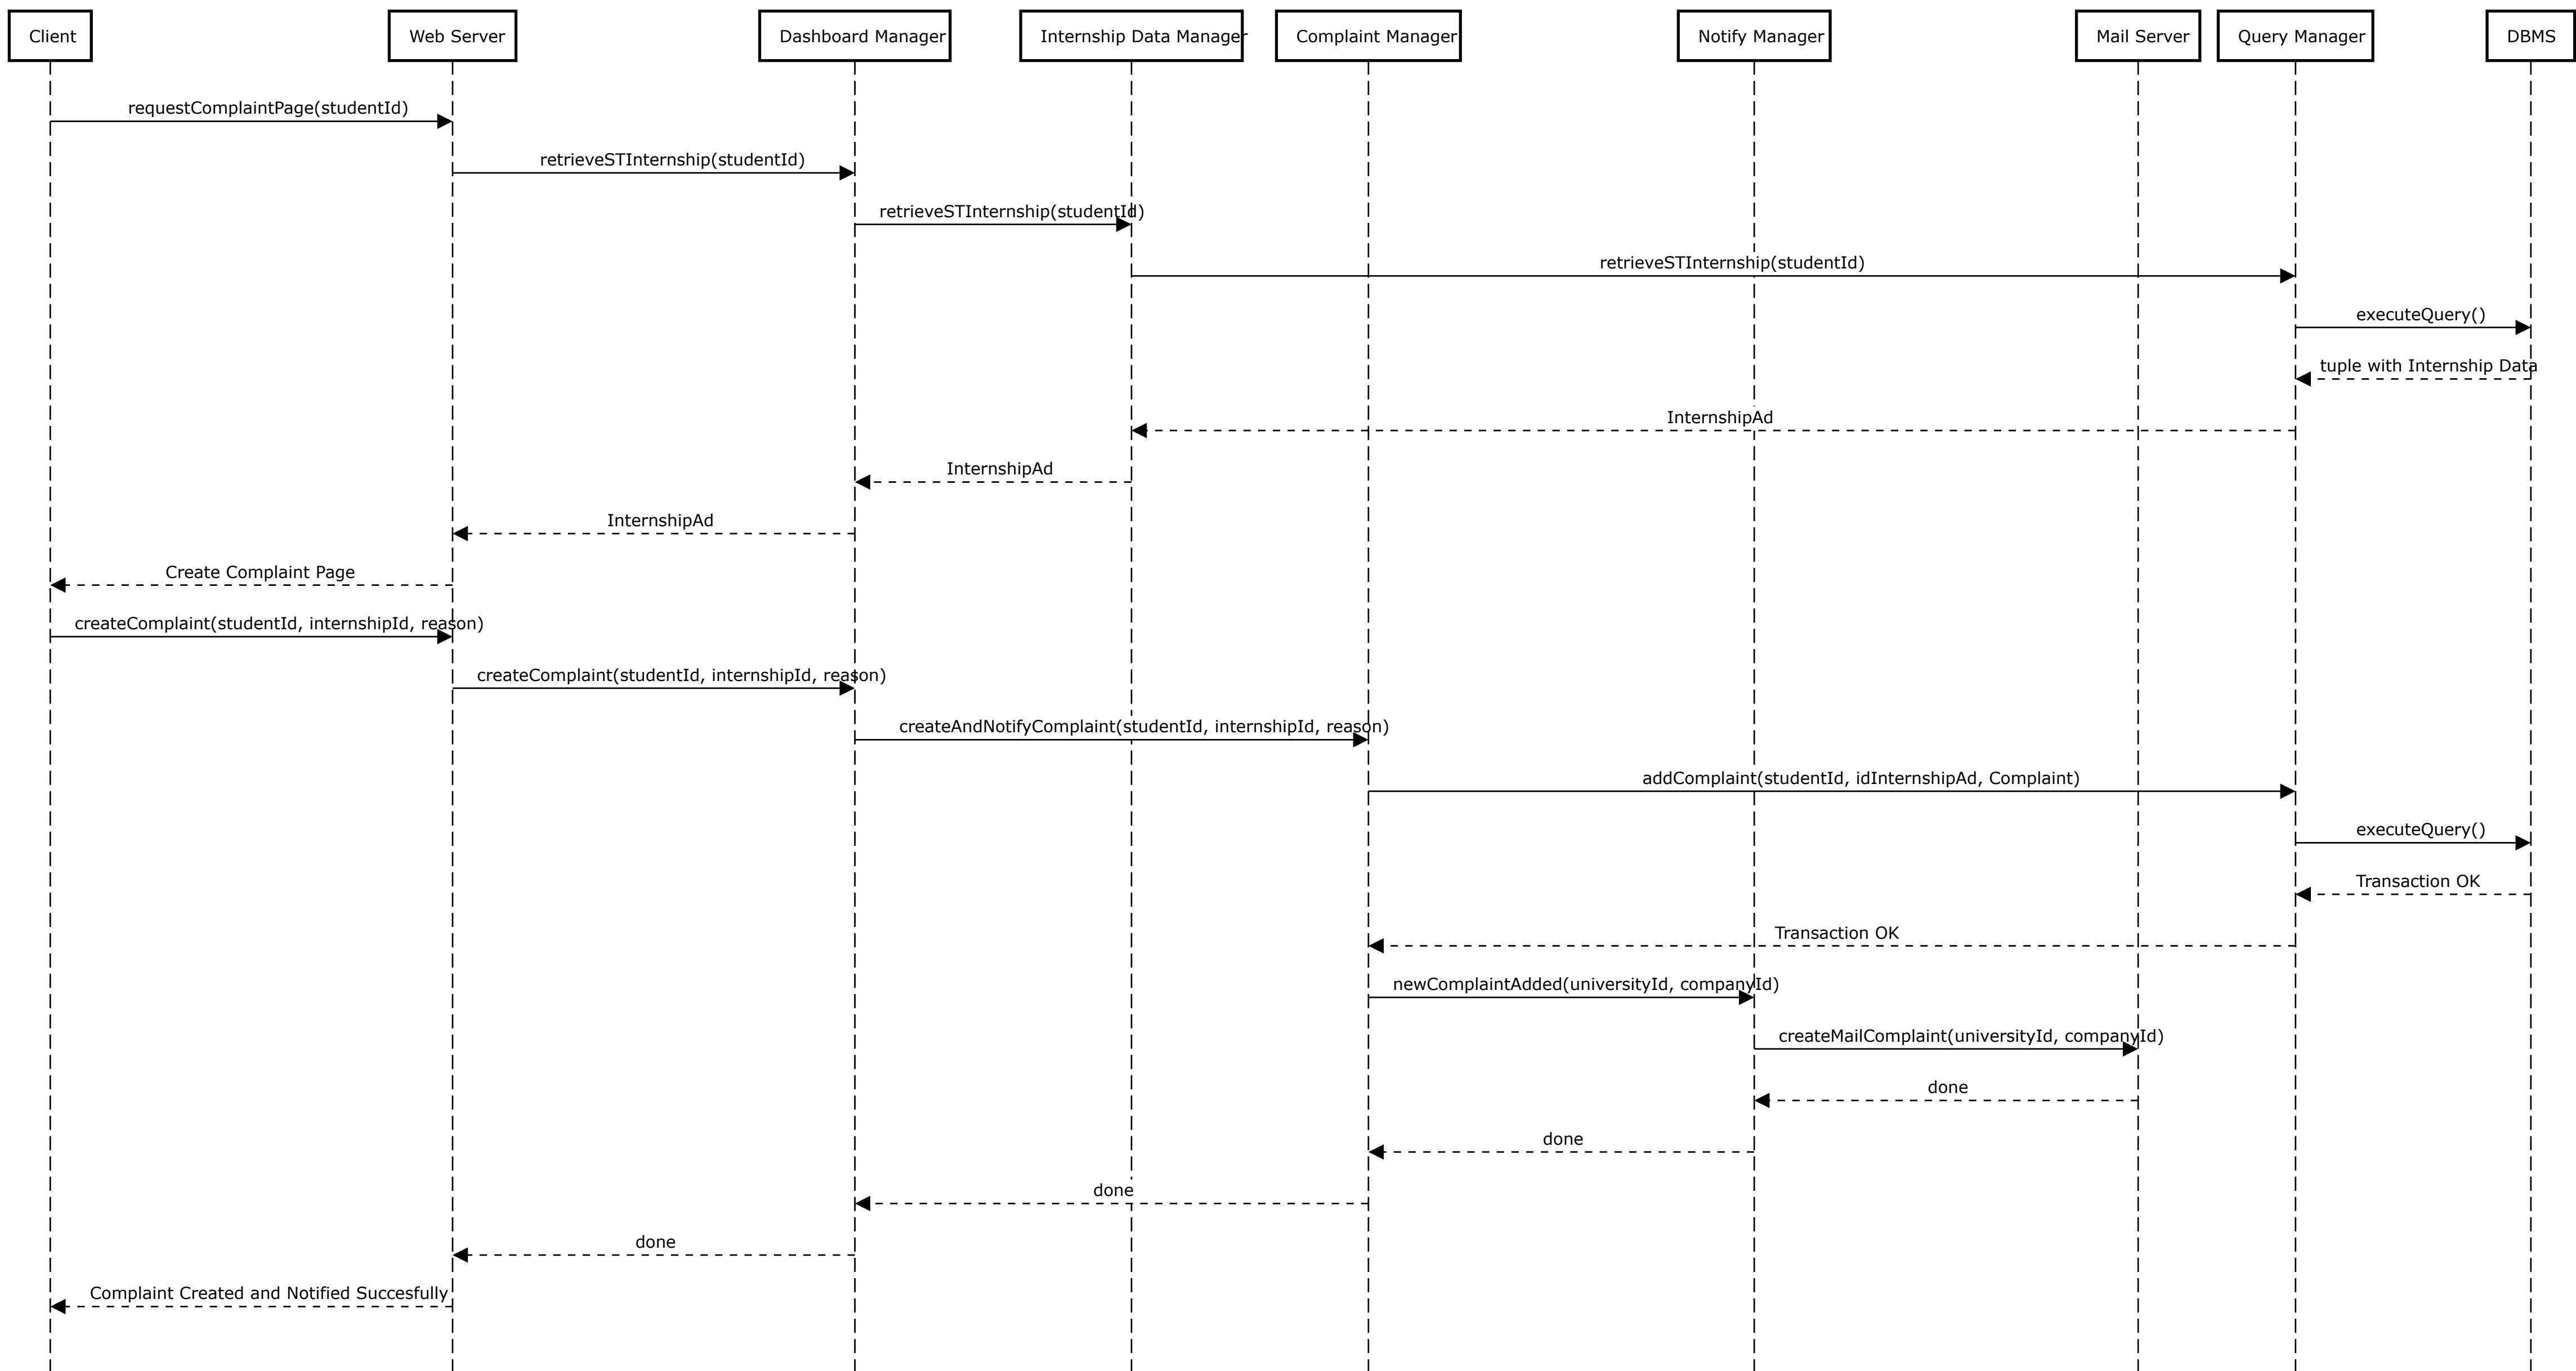 Client
Web Server
Dashboard Manager
Internship Data Manager
Complaint Manager
Notify Manager
Mail Server
Query Manager
DBMS
requestComplaintPage(studentId)
retrieveSTInternship(studentId)
retrieveSTInternship(studentId)
retrieveSTInternship(studentId)
executeQuery()
tuple with Internship Data
InternshipAd
InternshipAd
InternshipAd
Create Complaint Page
createComplaint(studentId, internshipId, reason)
createComplaint(studentId, internshipId, reason)
createAndNotifyComplaint(studentId, internshipId, reason)
addComplaint(studentId, idInternshipAd, Complaint)
executeQuery()
Transaction OK
Transaction OK
newComplaintAdded(universityId, companyId)
createMailComplaint(universityId, companyId)
done
done
done
done
Complaint Created and Notified Succesfully